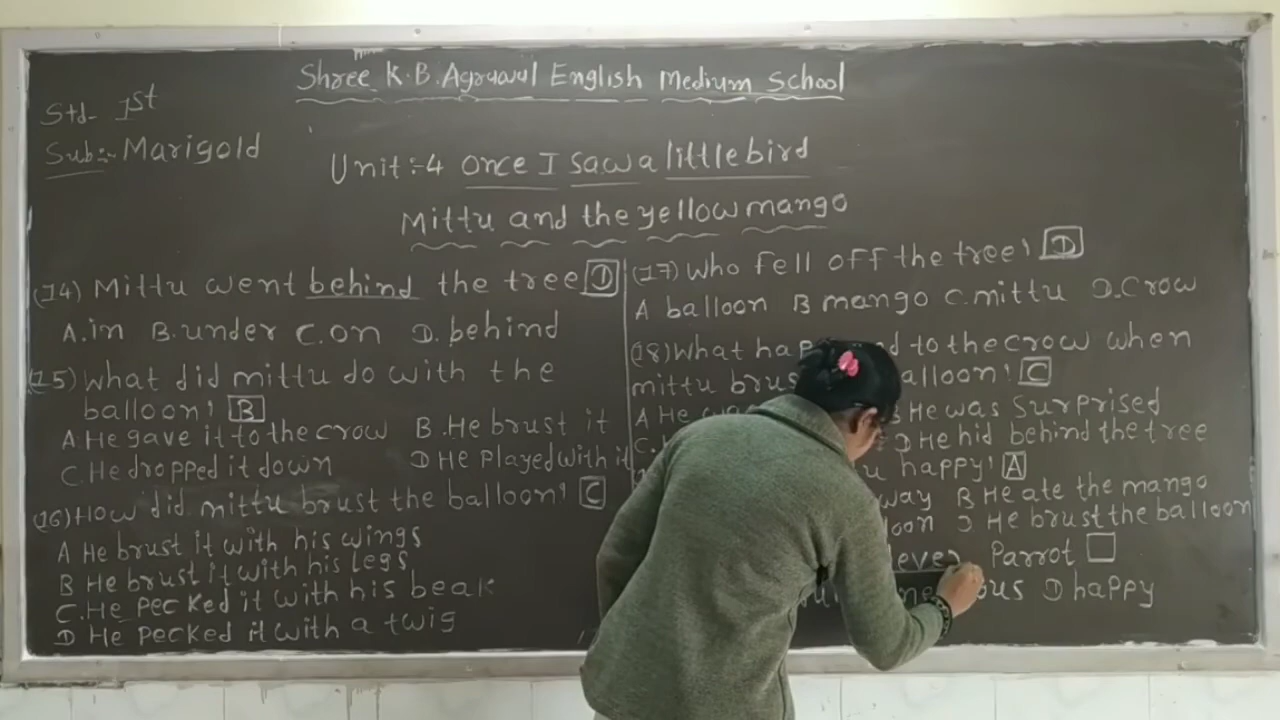 Shree K.B.Agrawal English Medium School
Std- 1st
Sub:- Marigold
Unit:-4 once I saw a little bird
Mittu and the yellow mango
(14) Mittu went behind the tree D
A.in B.under C.on D.behind
(15) What did mittu do with the
balloon? B
A.He gave it to the crow B.He brust it
C.He dropped it down D He Played with it
(16) How did mittu brust the balloon? C
A He brust it with his wings
B He brust it with his legs
C.He pecked it with his beak
D He pecked it with a twig
(17) Who fell off the tree? D
A balloon B mango C.mittu D.Crow
(18) What to the crow when
mittu C
A He He was Surprised
C. D He hid behind the tree
happy? A
B He ate the mango
D He brust the balloon
Parrot
D happy